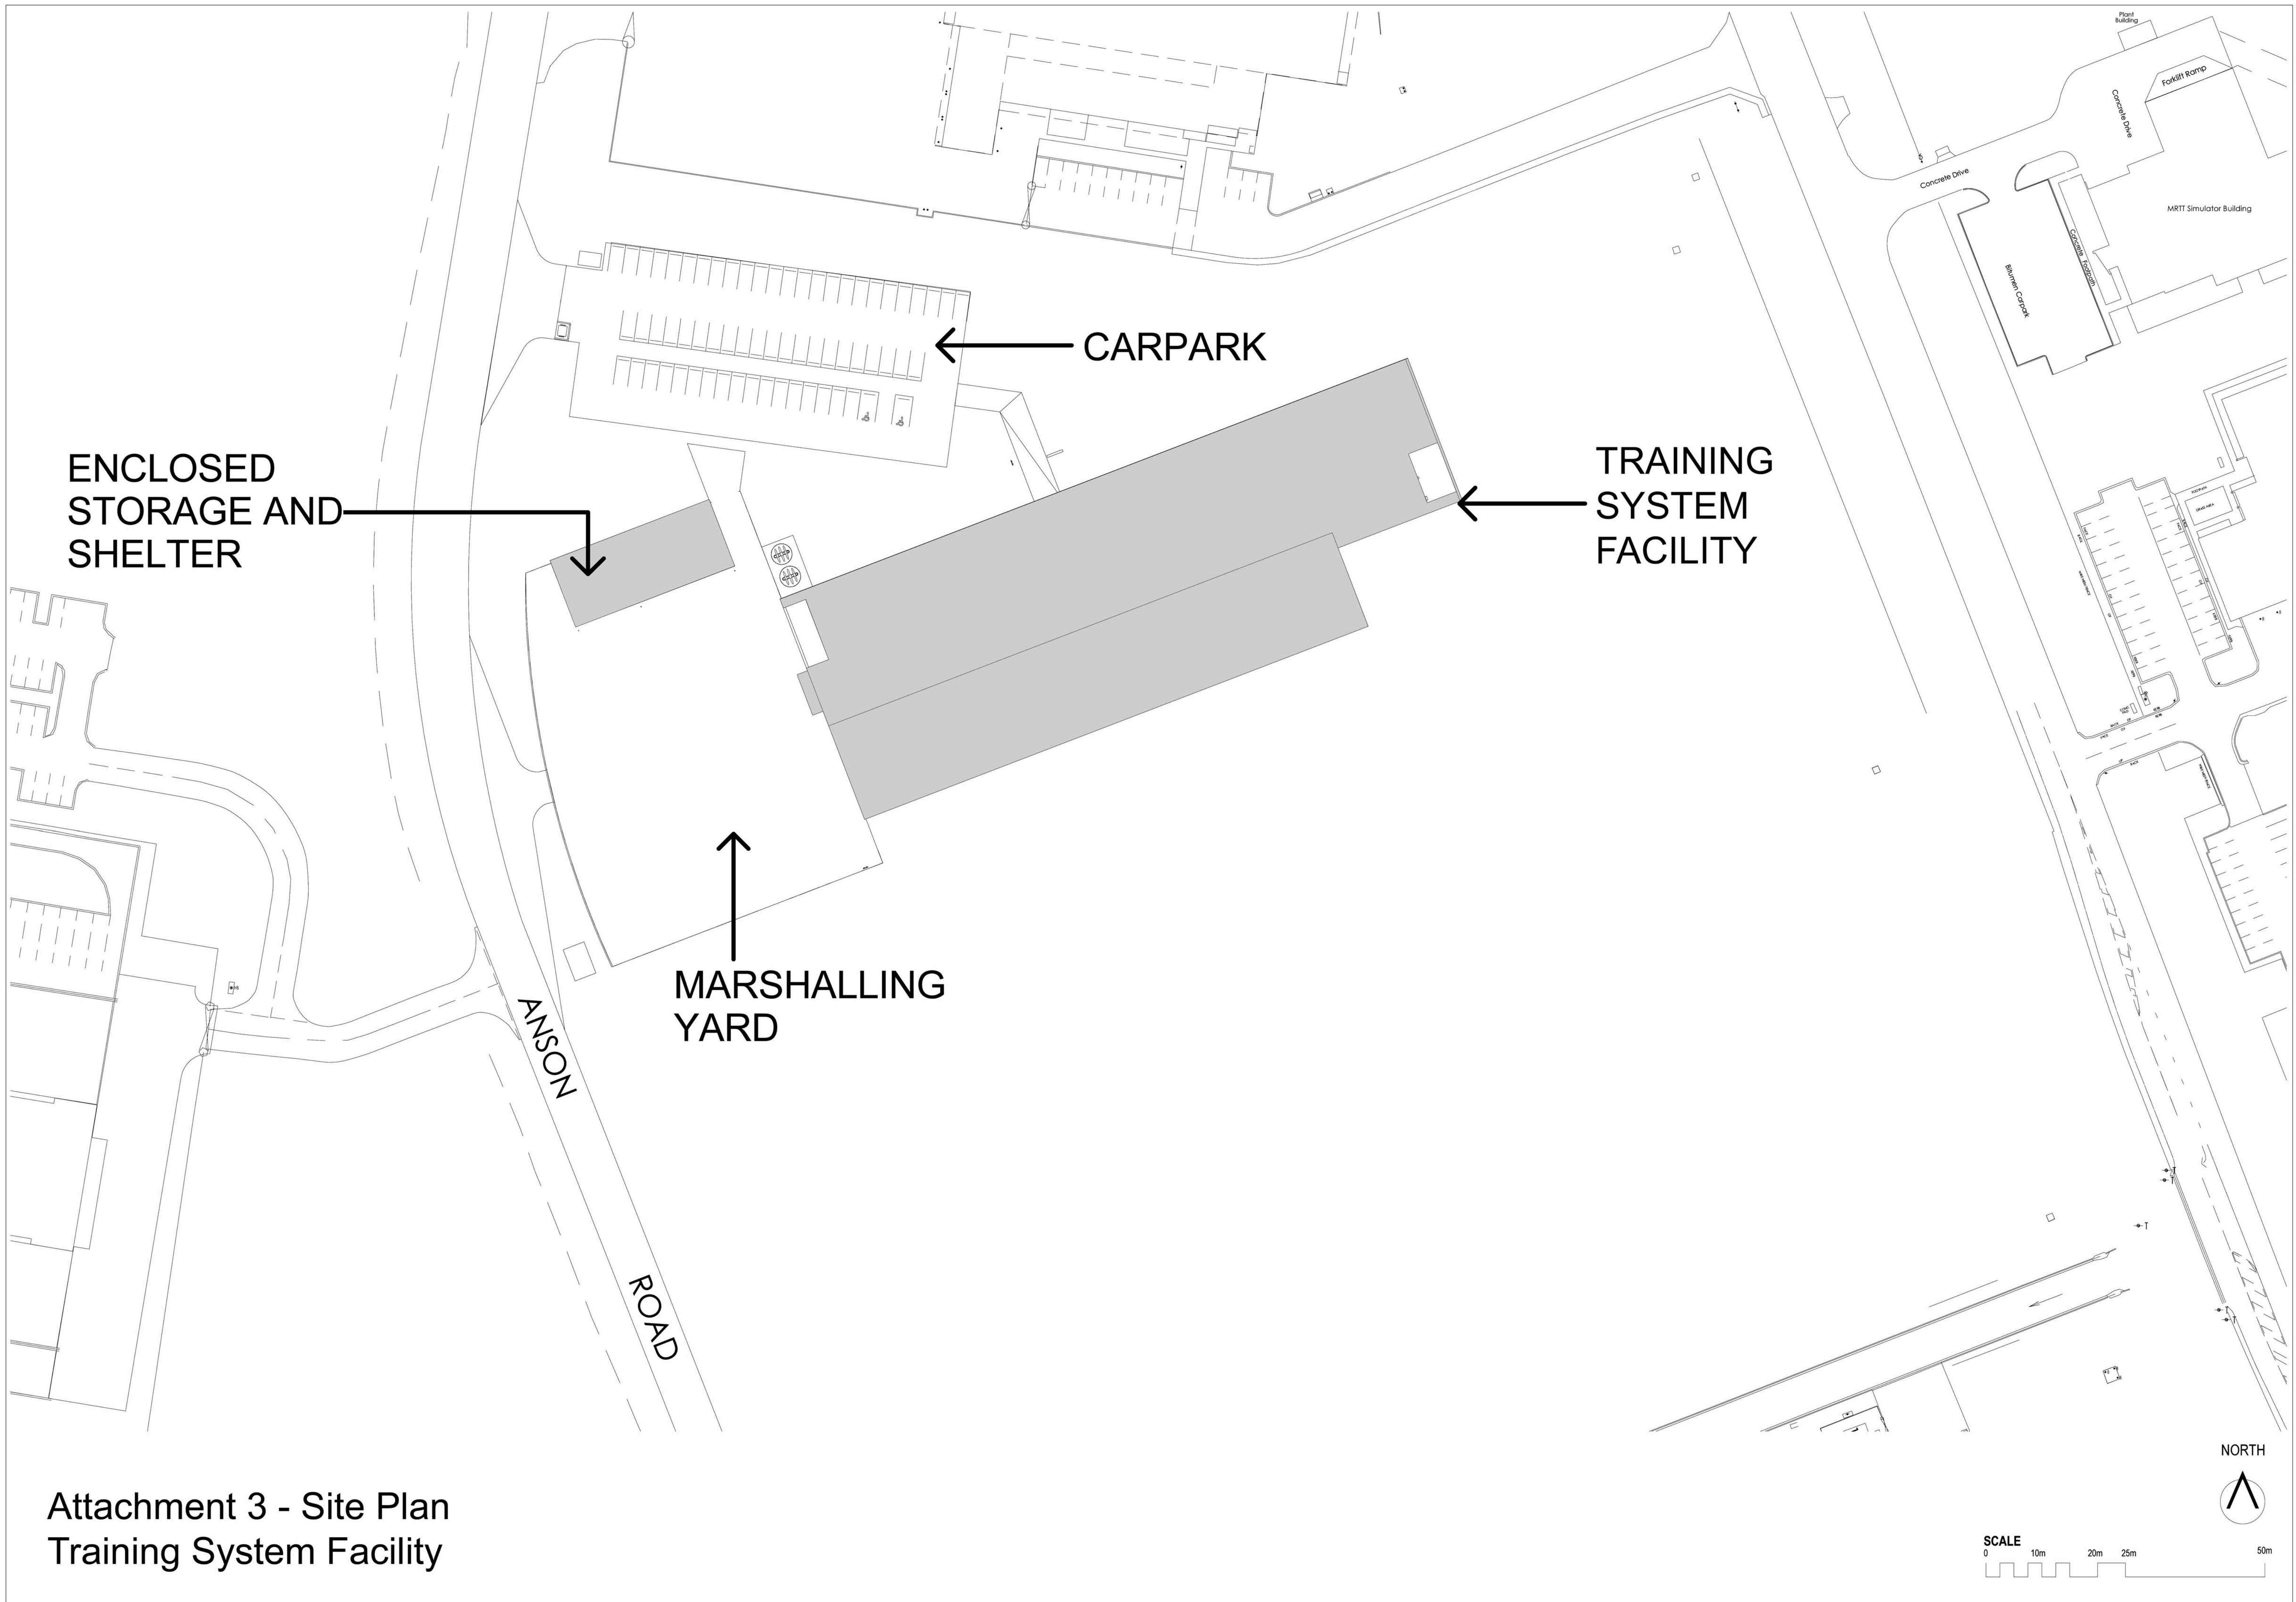 Plant
Building
Forklift Ramp
Concrete Drive
Concrete Drive
MRTT Simulator Building
Concrete Footpath
Bitumen Carpark
CARPARK
ENCLOSED
STORAGE AND
SHELTER
TRAINING
SYSTEM
FACILITY
MARSHALLING
YARD
ANSON
ROAD
NORTH
Attachment 3 - Site Plan
Training System Facility
SCALE
0 10m 20m 25m 50m